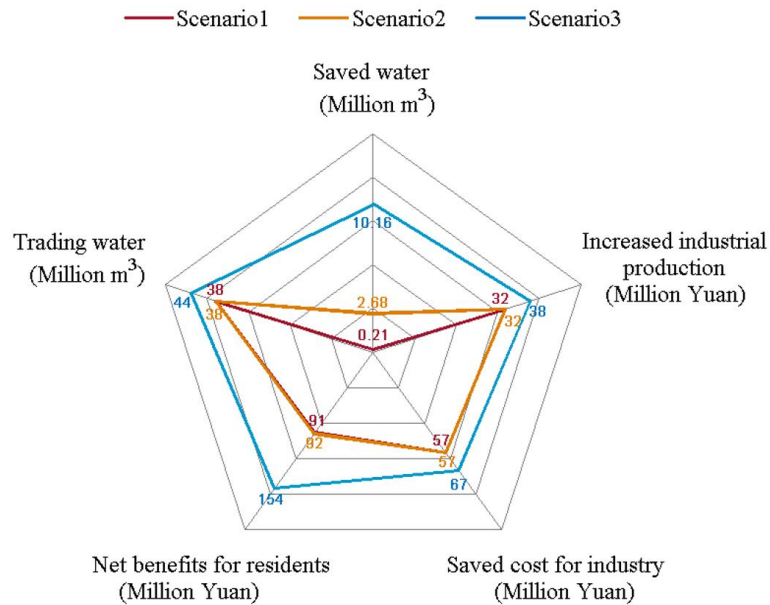 Scenario1 Scenario2 Scenario3
Saved water
(Million m³)
10.16
Trading water
(Million m³)
Increased industrial
production
(Million Yuan)
38
44
38
2.68
0.21
32
32
38
91
92
154
57
57
67
Net benefits for residents
(Million Yuan)
Saved cost for industry
(Million Yuan)